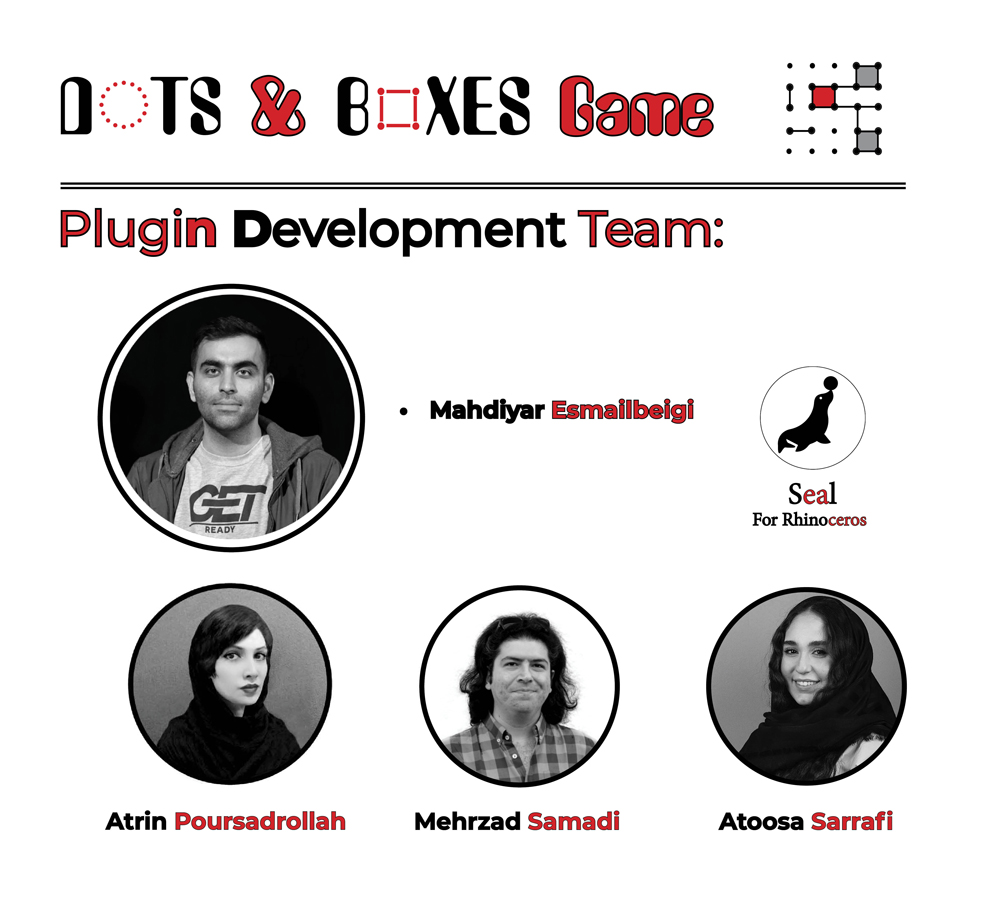 DOTS & BOXES Game
Plugin Development Team:
GET
READY
• Mahdiyar Esmailbeigi
Seal
For Rhinoceros
Atrin Poursadrollah
Mehrzad Samadi
Atoosa Sarrafi